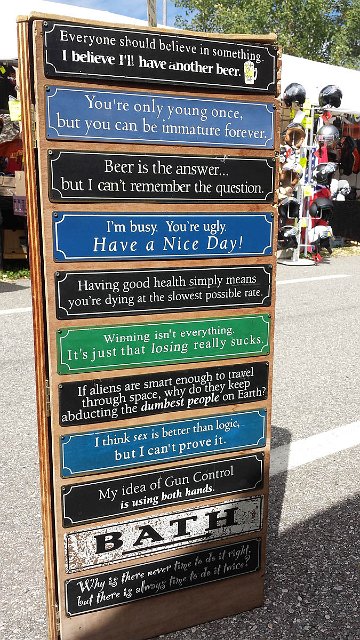 Everyone should believe in something.
I believe I'll have another beer.
You're only young once,
but you can be immature forever.
Beer is the answer...
but I can't remember the question.
I'm busy. You're ugly.
Have a Nice Day!
Having good health simply means
you're dying at the slowest possible rate.
Winning isn't everything.
It's just that losing really sucks.
If aliens are smart enough to travel
through space, why do they keep
abducting the dumbest people on Earth?
I think sex is better than logic,
but I can't prove it.
My idea of Gun Control
is using both hands.
BATH
Why is there never time to do it right,
but there is always time to do it twice?